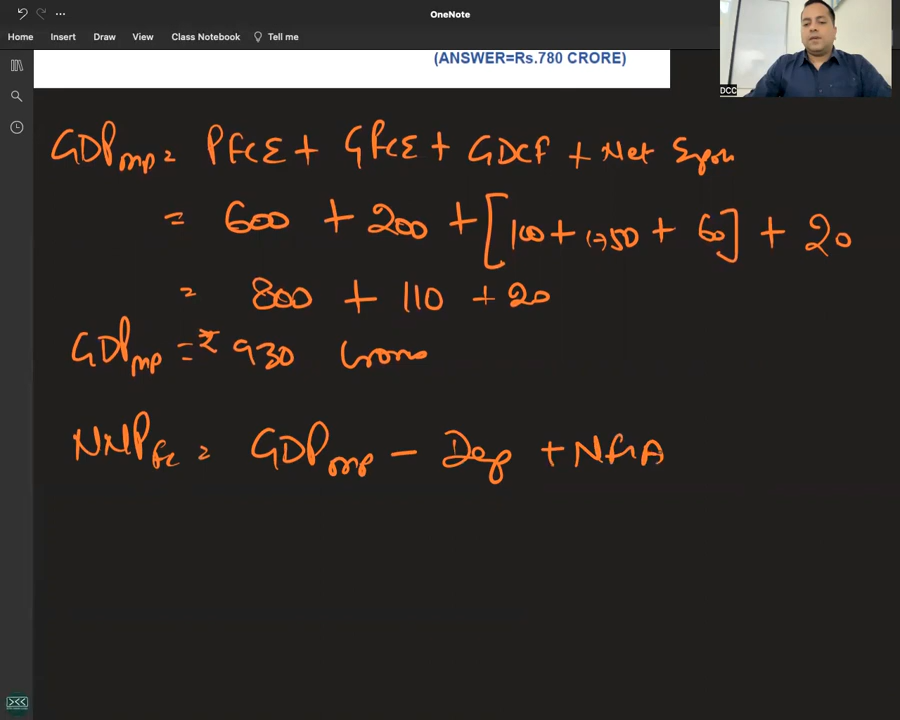 OneNote
Home Insert Draw View Class Notebook Tell me
(ANSWER=Rs.780 CRORE)
DCC
GDPmp = PFCE + GFCE + GDCF + Net Export
= 600 + 200 + [100 + (-)50 + 60] + 20
= 800 + 110 + 20
GDPmp = ₹ 930 Crore
NNPfc = GDPmp - Dep + NFIA